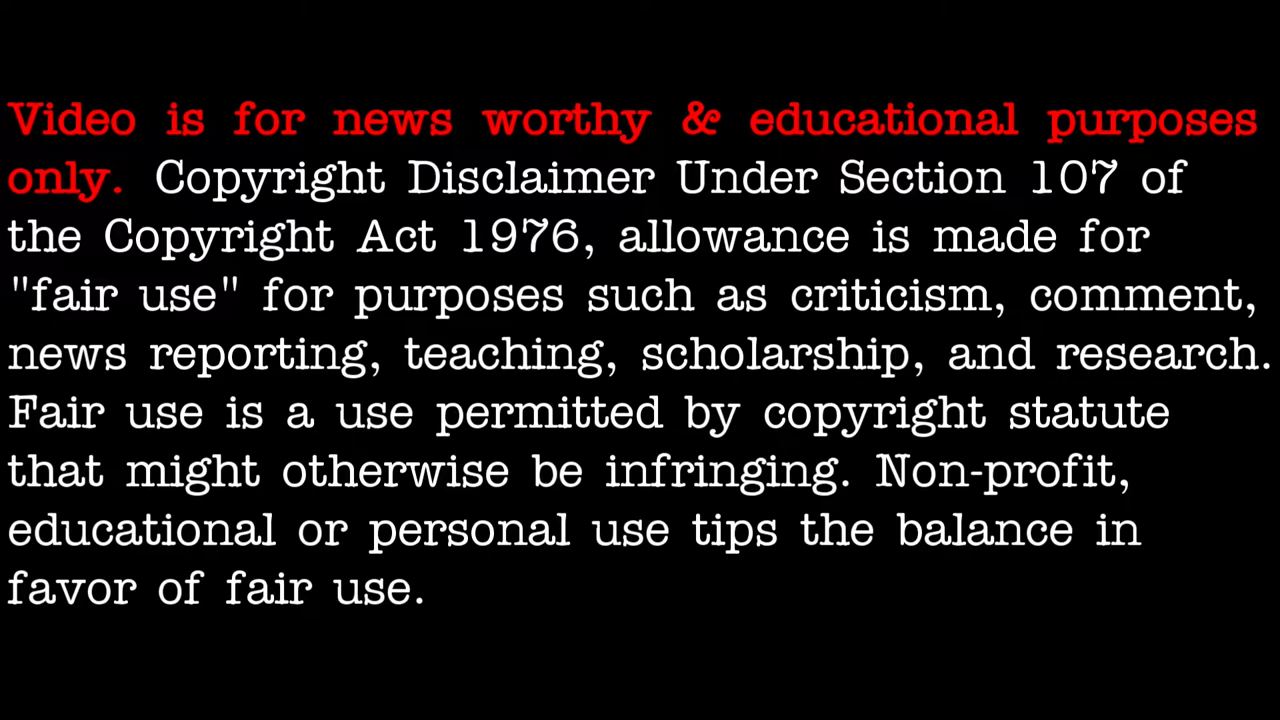 Video is for news worthy & educational purposes
only. Copyright Disclaimer Under Section 107 of
the Copyright Act 1976, allowance is made for
"fair use" for purposes such as criticism, comment,
news reporting, teaching, scholarship, and research.
Fair use is a use permitted by copyright statute
that might otherwise be infringing. Non-profit,
educational or personal use tips the balance in
favor of fair use.